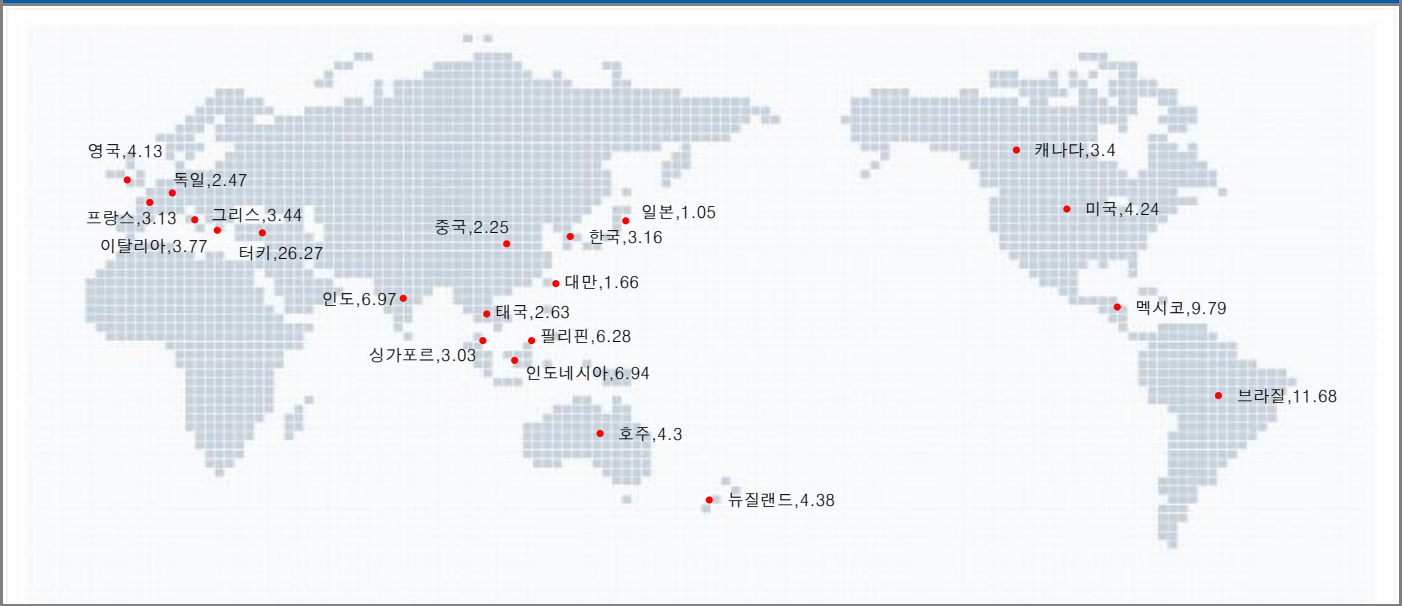 영국,4.13
캐나다,3.4
독일,2.47
프랑스,3.13
그리스,3.44
일본,1.05
미국,4.24
중국,2.25
한국,3.16
이탈리아,3.77
터키,26.27
대만,1.66
인도,6.97
멕시코,9.79
태국,2.63
필리핀,6.28
싱가포르,3.03
인도네시아,6.94
브라질,11.68
호주,4.3
뉴질랜드,4.38